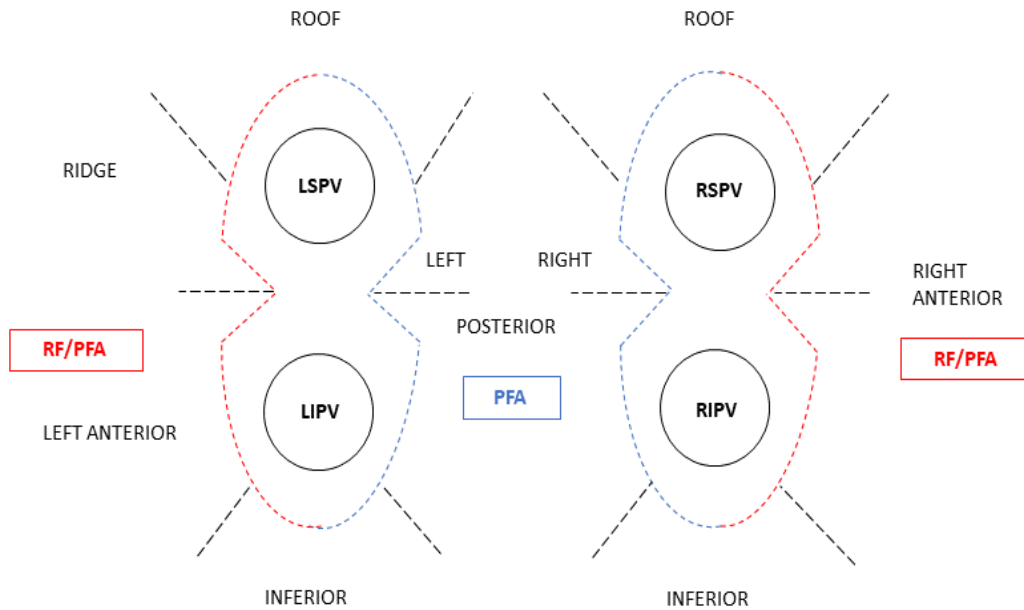 ROOF
ROOF
RIDGE
LSPV
RSPV
LEFT
RIGHT
RIGHT
ANTERIOR
POSTERIOR
RF/PFA
RF/PFA
PFA
LIPV
RIPV
LEFT ANTERIOR
INFERIOR
INFERIOR